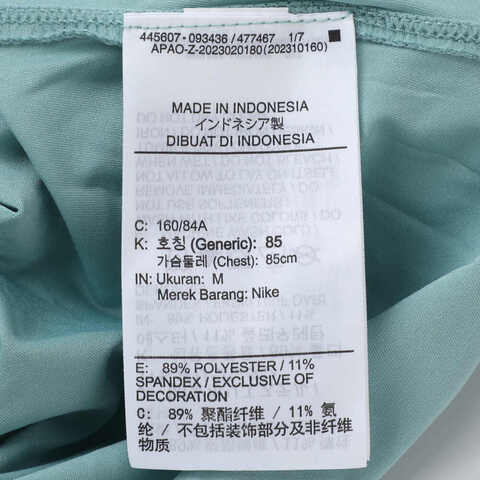 445607・093436 / 477467 1/7 ■
APAO-Z-2023020180 (202310160)
MADE IN INDONESIA
インドネシア製
DIBUAT DI INDONESIA
C: 160/84A
K: 호칭 (Generic): 85
가슴둘레 (Chest): 85cm
IN: Ukuran: M
Merek Barang: Nike
E: 89% POLYESTER / 11%
SPANDEX / EXCLUSIVE OF
DECORATION
C: 89% 聚酯纤维 / 11% 氨
纶 / 不包括装饰部分及非纤维
物质